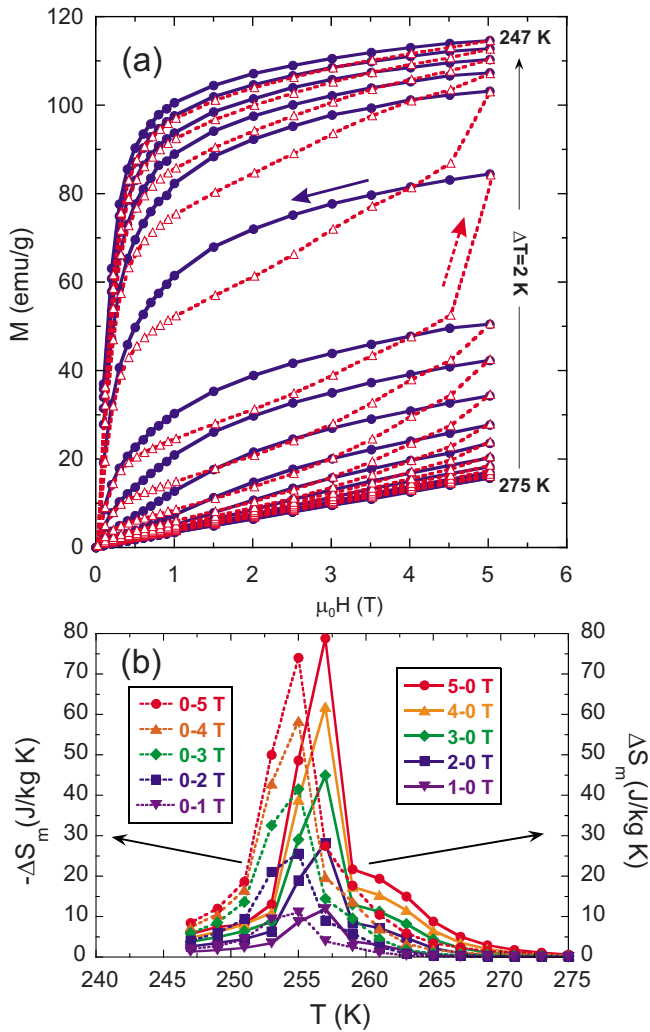 (a)
M (emu/g)
120
100
80
60
40
20
0
247 K
ΔT=2 K
275 K
0 1 2 3 4 5 6
μ₀H (T)
(b)
-ΔSₘ(J/kg K)
80
70
60
50
40
30
20
10
0
0-5 T
0-4 T
0-3 T
0-2 T
0-1 T
5-0 T
4-0 T
3-0 T
2-0 T
1-0 T
80
70
60
50
40
30
20
10
0
ΔSₘ(J/kg K)
240 245 250 255 260 265 270 275
T (K)